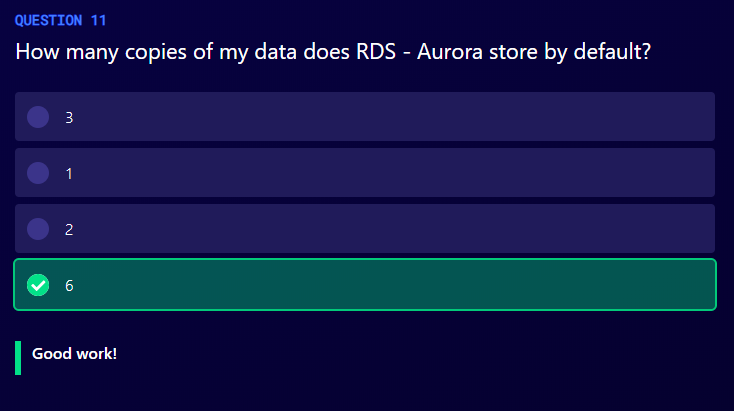 QUESTION 11
How many copies of my data does RDS - Aurora store by default?
3
1
2
6
Good work!